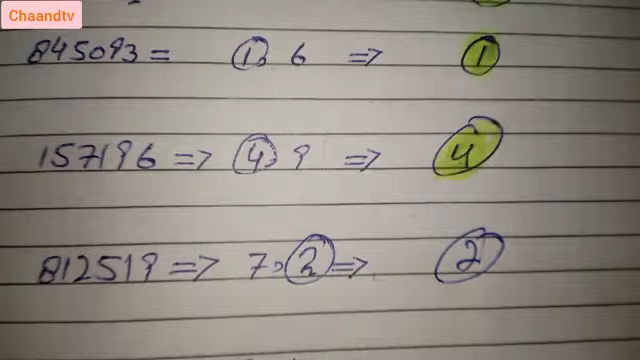 Chaandtv
845093 = 1, 6 => 1
157196 => 4, 9 => 4
812519 => 7, 2 => 2